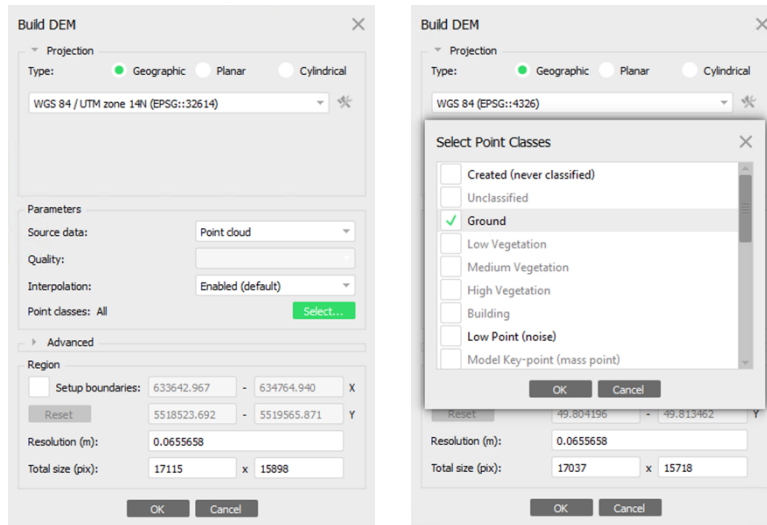 Build DEM
Projection
Type: Geographic Planar Cylindrical
WGS 84 / UTM zone 14N (EPSG::32614)
Parameters
Source data: Point cloud
Quality:
Interpolation: Enabled (default)
Point classes: All Select...
Advanced
Region
Setup boundaries: 633642.967 - 634764.940 X
Reset 5518523.692 - 5519565.871 Y
Resolution (m): 0.0655658
Total size (pix): 17115 x 15898
OK Cancel
Build DEM
Projection
Type: Geographic Planar Cylindrical
WGS 84 (EPSG::4326)
Select Point Classes
Created (never classified)
Unclassified
Ground
Low Vegetation
Medium Vegetation
High Vegetation
Building
Low Point (noise)
Model Key-point (mass point)
OK Cancel
Reset 49.804196 - 49.813462 Y
Resolution (m): 0.0655658
Total size (pix): 17037 x 15718
OK Cancel